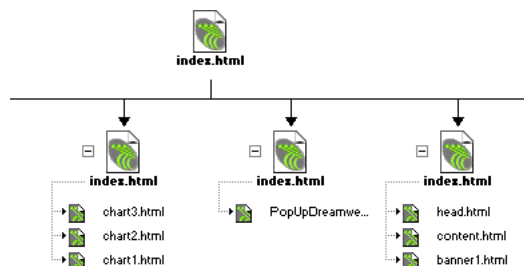 index.html
index.html
index.html
index.html
chart3.html
PopUpDreamwe...
head.html
chart2.html
content.html
chart1.html
banner1.html